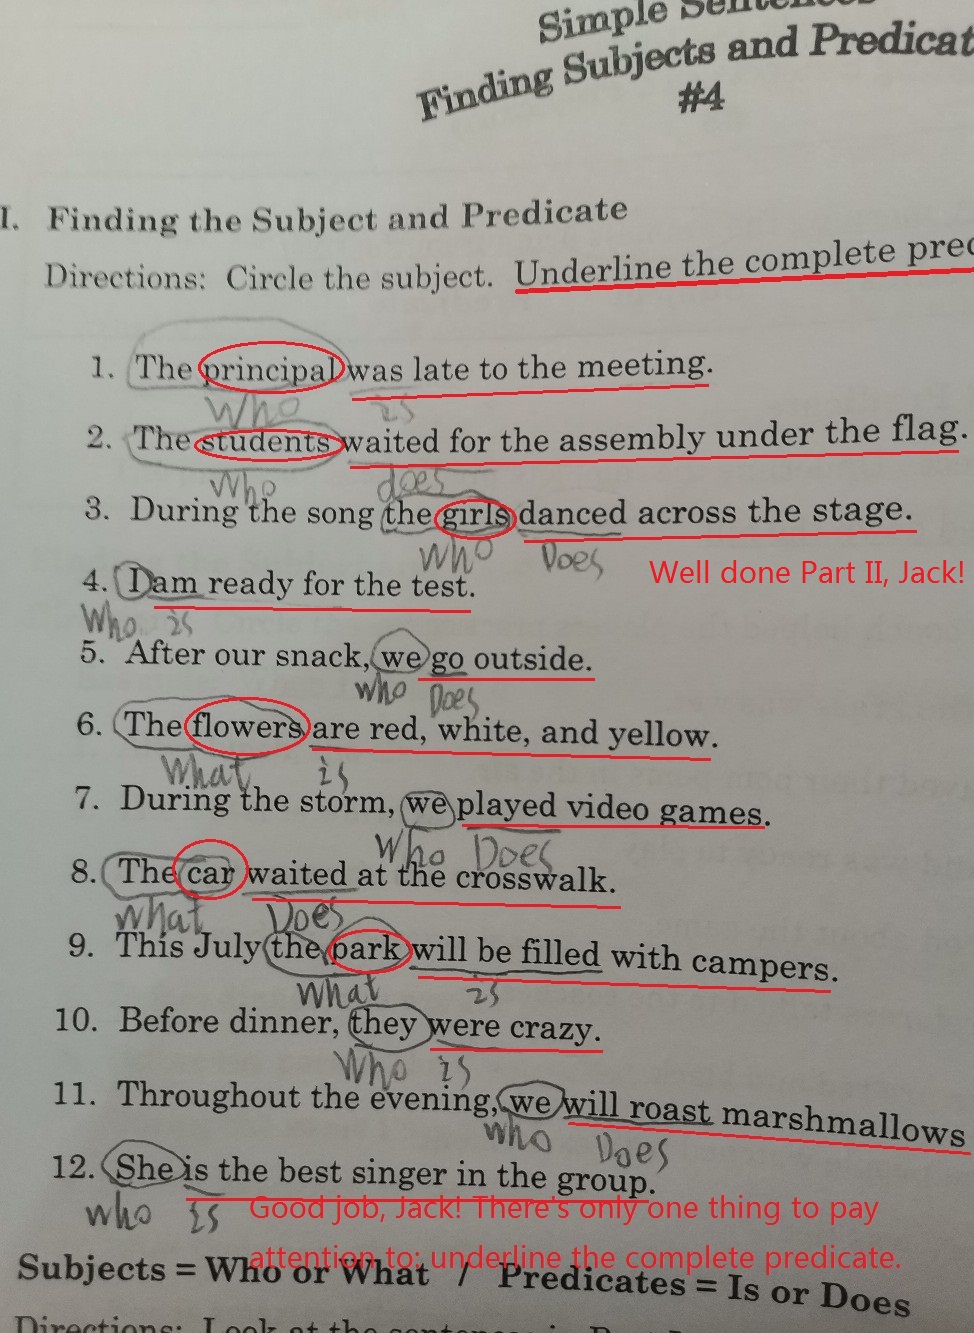 Simple
Finding Subjects and Predicat
#4
I. Finding the Subject and Predicate
Directions: Circle the subject. Underline the complete pred
1. The principal was late to the meeting.
Who is
2. The students waited for the assembly under the flag.
Who does
3. During the song the girls danced across the stage.
Who Does
Well done Part II, Jack!
4. I am ready for the test.
Who is
5. After our snack, we go outside.
who Does
6. The flowers are red, white, and yellow.
What is
7. During the storm, we played video games.
Who Does
8. The car waited at the crosswalk.
what Does
9. This July the park will be filled with campers.
What is
10. Before dinner, they were crazy.
Who is
11. Throughout the evening, we will roast marshmallows
who Does
12. She is the best singer in the group.
who is
Good job, Jack! There's only one thing to pay
attention to: underline the complete predicate.
Subjects = Who or What / Predicates = Is or Does
Directions: Look at the sentences in